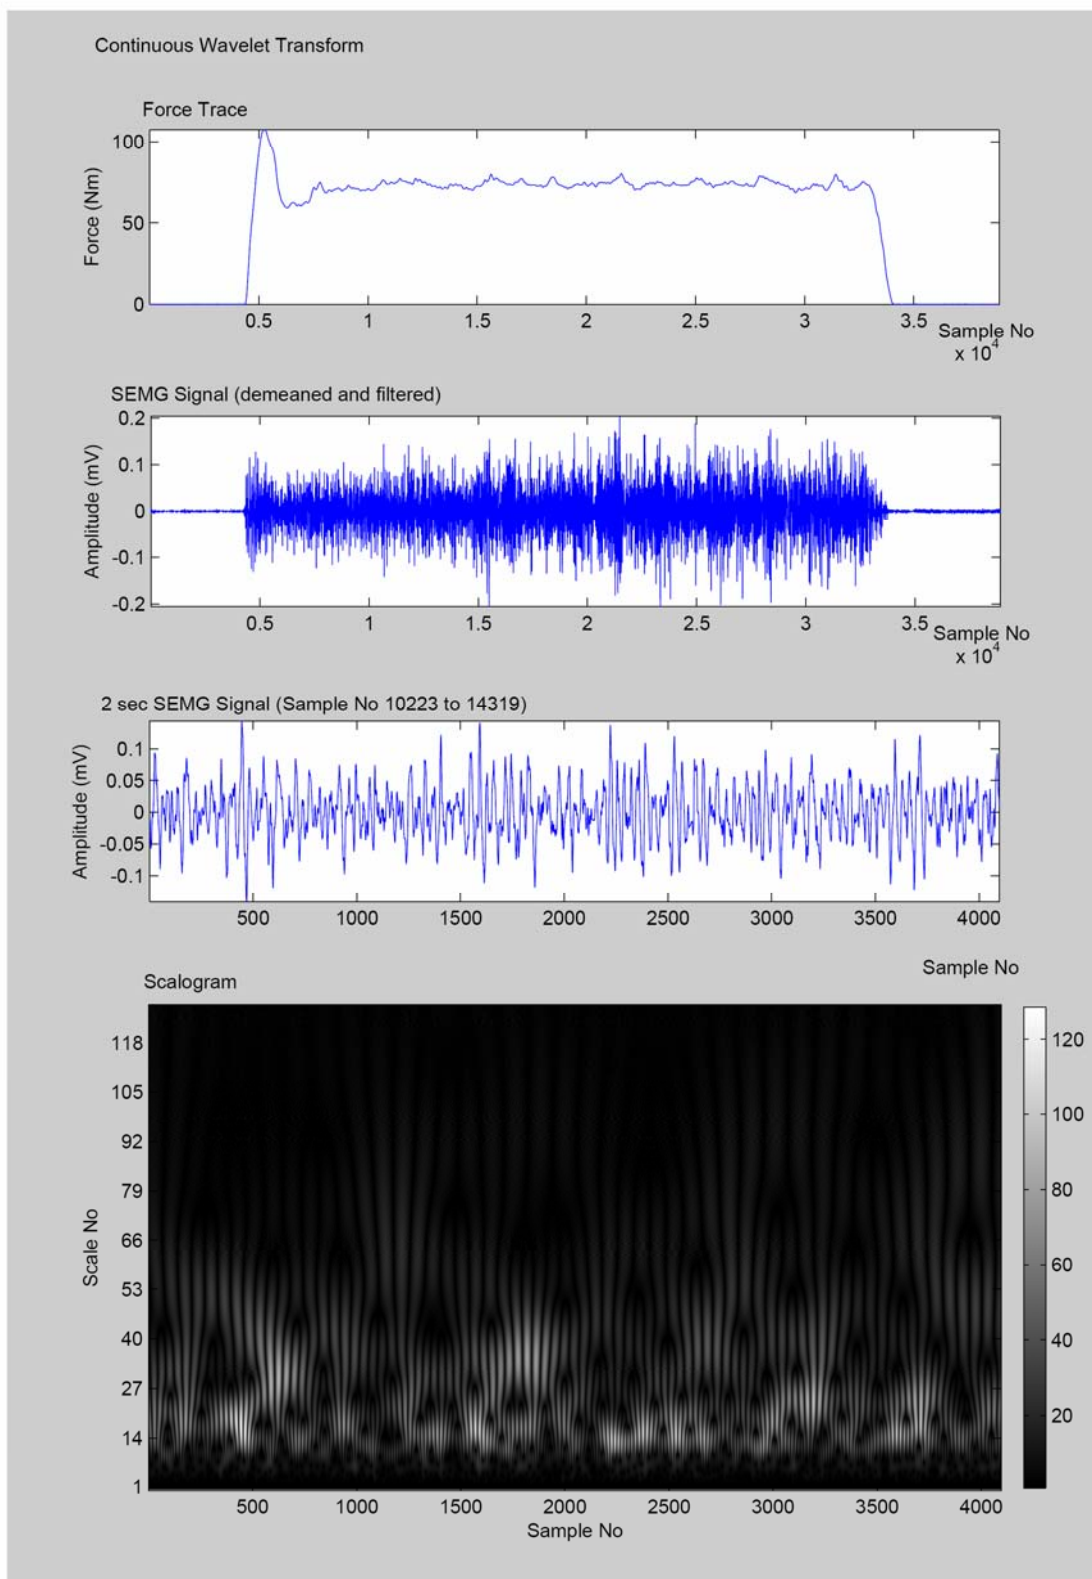 Continuous Wavelet Transform
Force Trace
100
50
0
Force (Nm)
0.5 1 1.5 2 2.5 3 3.5
Sample No
x 10^4
SEMG Signal (demeaned and filtered)
0.2
0.1
0
-0.1
-0.2
Amplitude (mV)
0.5 1 1.5 2 2.5 3 3.5
Sample No
x 10^4
2 sec SEMG Signal (Sample No 10223 to 14319)
0.1
0.05
0
-0.05
-0.1
Amplitude (mV)
500 1000 1500 2000 2500 3000 3500 4000
Sample No
Scalogram
118
105
92
79
66
53
40
27
14
1
Scale No
500 1000 1500 2000 2500 3000 3500 4000
Sample No
120
100
80
60
40
20